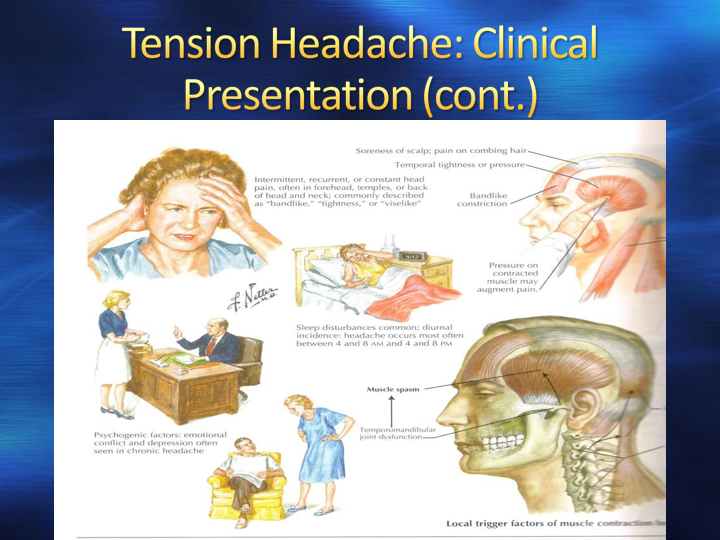 Tension Headache: Clinical
Presentation (cont.)
Soreness of scalp; pain on combing hair
Temporal tightness or pressure
Intermittent, recurrent, or constant head
pain, often in forehead, temples, or back
of head and neck; commonly described
as “bandlike,” “tightness,” or “viselike”
Bandlike
constriction
Pressure on
contracted
muscle may
augment pain.
F. Netter
M.D.
Sleep disturbances common; diurnal
incidence: headache occurs most often
between 4 and 8 AM and 4 and 8 PM
Muscle spasm
Temporomandibular
joint dysfunction
Psychogenic factors: emotional
conflict and depression often
seen in chronic headache
Local trigger factors of muscle contraction